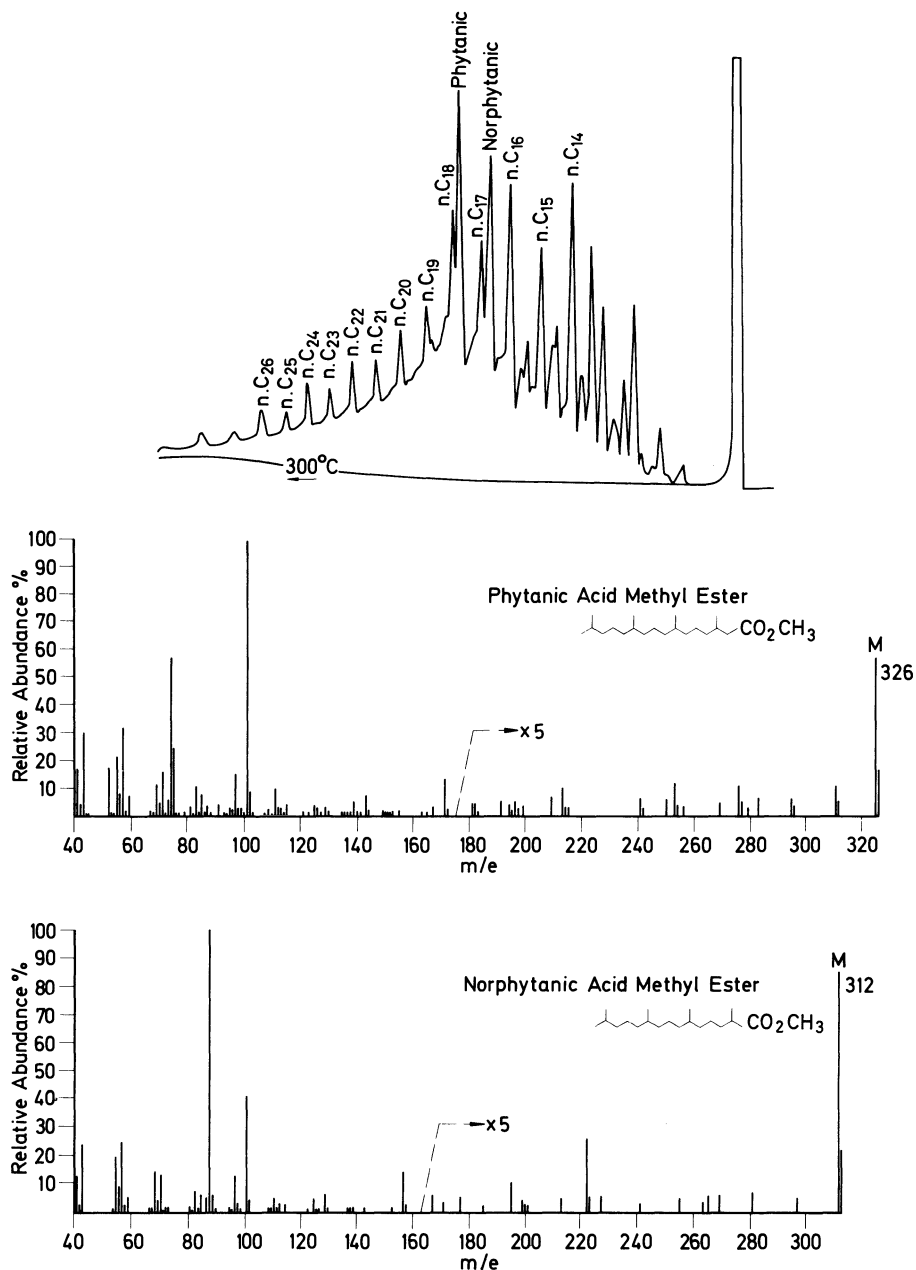 Phytanic
Norphytanic
n.C18
n.C17
n.C16
n.C14
n.C15
n.C19
n.C20
n.C21
n.C22
n.C23
n.C24
n.C25
n.C26
300°C
Relative Abundance %
100
90
80
70
60
50
40
30
20
10
Phytanic Acid Methyl Ester
CO2CH3
M
326
x 5
40 60 80 100 120 140 160 180 200 220 240 260 280 300 320
m/e
Relative Abundance %
100
90
80
70
60
50
40
30
20
10
Norphytanic Acid Methyl Ester
CO2CH3
M
312
x5
40 60 80 100 120 140 160 180 200 220 240 260 280 300
m/e